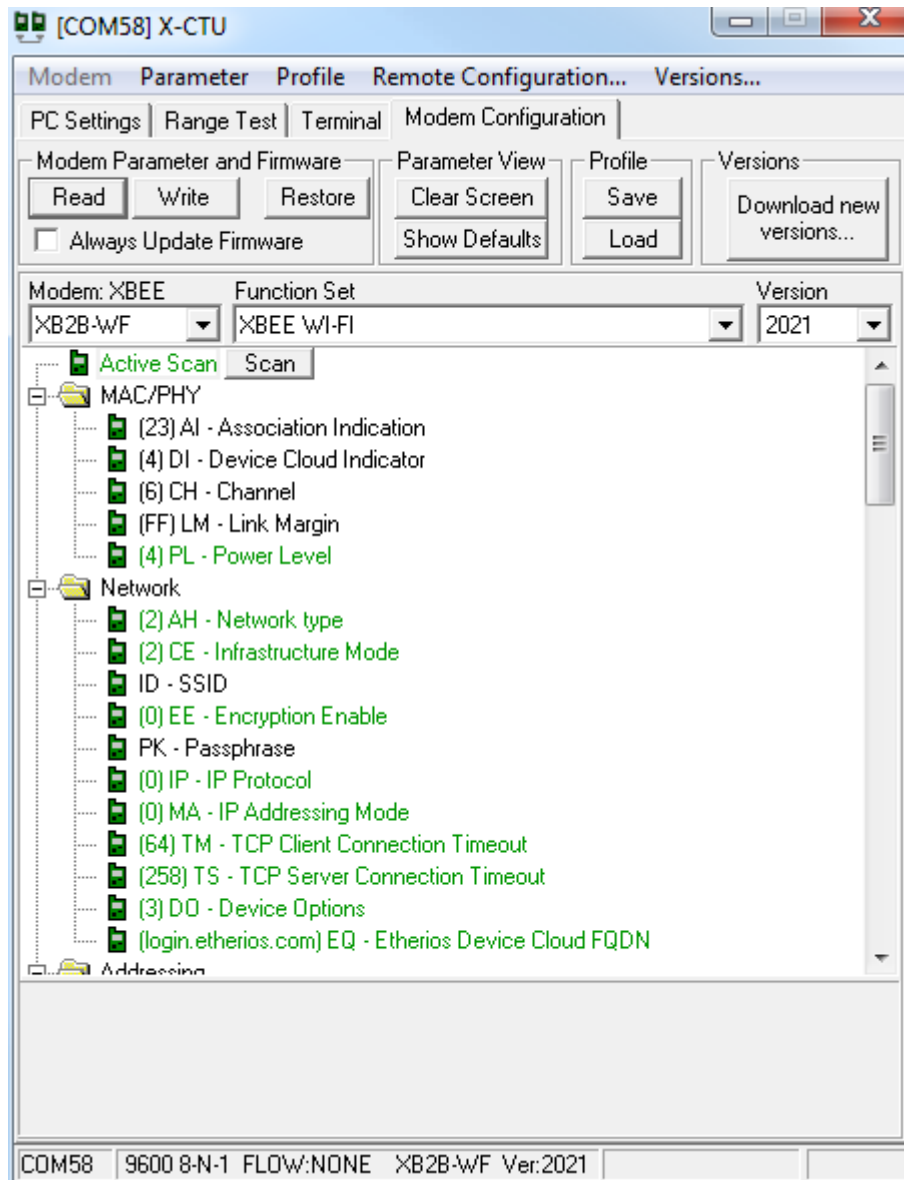 [COM58] X-CTU
Modem Parameter Profile Remote Configuration... Versions...
PC Settings Range Test Terminal Modem Configuration
Modem Parameter and Firmware Parameter View Profile Versions
Read Write Restore Clear Screen Save Download new versions...
Always Update Firmware Show Defaults Load
Modem: XBEE Function Set Version
XB2B-WF XBEE WI-FI 2021
Active Scan Scan
MAC/PHY
(23) AI - Association Indication
(4) DI - Device Cloud Indicator
(6) CH - Channel
(FF) LM - Link Margin
(4) PL - Power Level
Network
(2) AH - Network type
(2) CE - Infrastructure Mode
ID - SSID
(0) EE - Encryption Enable
PK - Passphrase
(0) IP - IP Protocol
(0) MA - IP Addressing Mode
(64) TM - TCP Client Connection Timeout
(258) TS - TCP Server Connection Timeout
(3) DO - Device Options
(login.etherios.com) EQ - Etherios Device Cloud FQDN
Addressing
COM58 9600 8-N-1 FLOW:NONE XB2B-WF Ver:2021